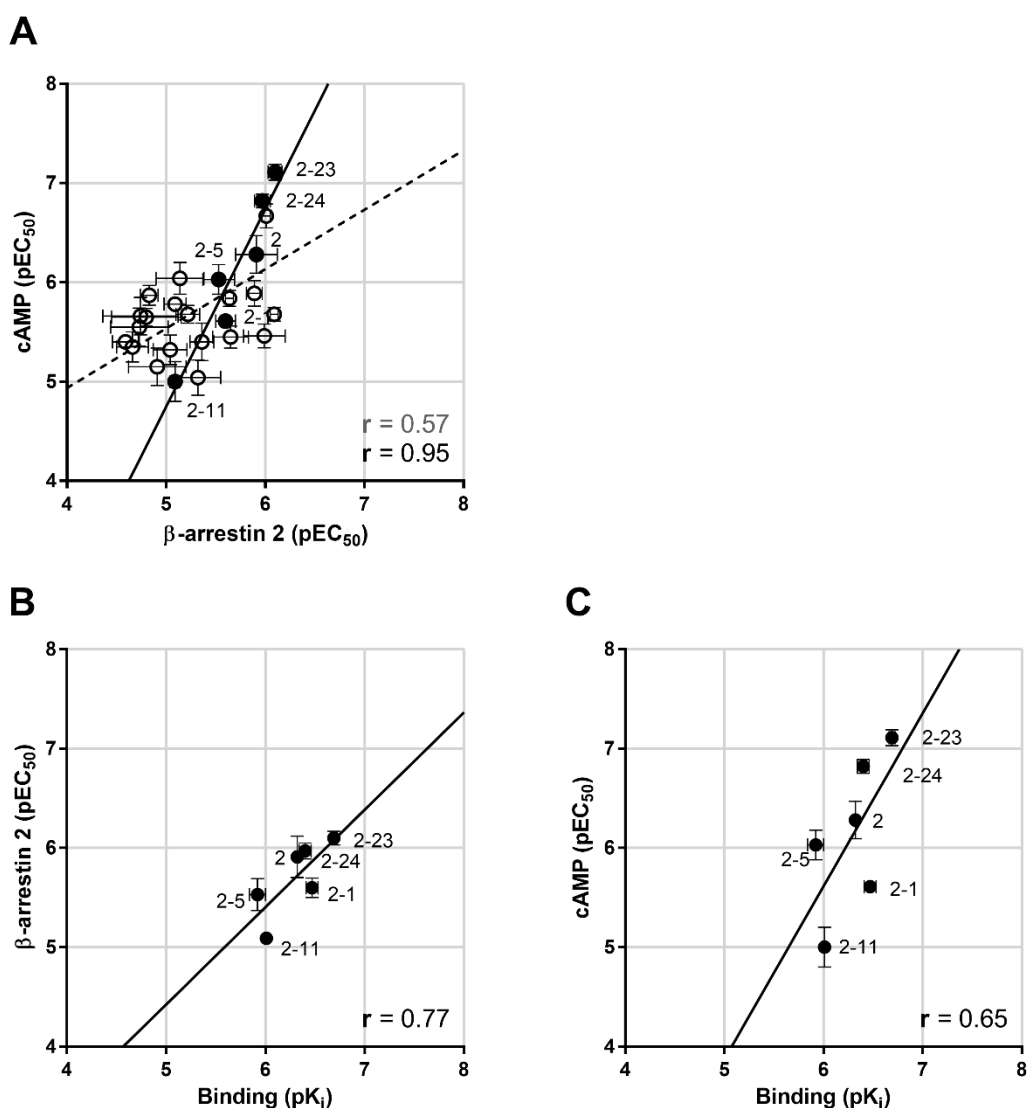 A
8
7
6
5
4
cAMP (pEC50)
2-23
2-24
2
2-5
2-1
2-11
r = 0.57
r = 0.95
4 5 6 7 8
β-arrestin 2 (pEC50)
B
8
7
6
5
4
β-arrestin 2 (pEC50)
2-23
2
2-24
2-5
2-1
2-11
r = 0.77
4 5 6 7 8
Binding (pKi)
C
8
7
6
5
4
cAMP (pEC50)
2-23
2-24
2
2-5
2-1
2-11
r = 0.65
4 5 6 7 8
Binding (pKi)